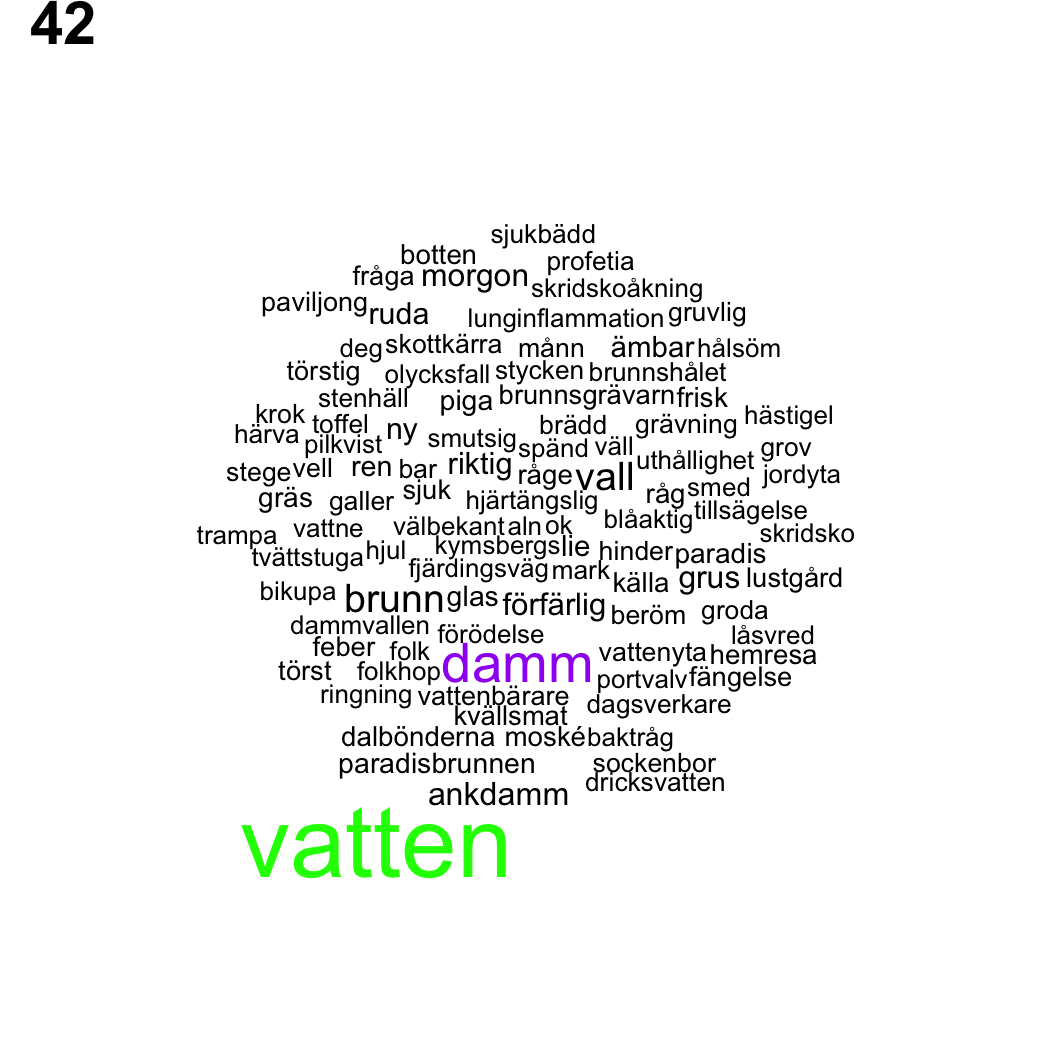 42
sjukbädd
botten profetia
fråga morgon skridskoåkning
paviljong ruda lunginflammation gruvlig
deg skottkärra månn ämbar hålsöm
törstig olycksfall stycken brunnshålet
stenhäll piga brunnsgrävarn frisk
krok toffel brädd grävning hästigel
härva pilkvist ny smutsig spänd väll grov
stege vell ren bar riktig råge vall uthållighet jordyta
gräs galler sjuk hjärtängslig råg smed
trampa vattne välbekant aln ok blåaktig tillsägelse skridsko
tvättstuga hjul kymsbergslie hinder paradis
fjärdingsväg mark källa grus lustgård
bikupa brunn glas förfärlig beröm groda
dammvallen förödelse låsvred
feber folk damm vattenyta hemresa
törst folkhop portvalv fängelse
ringning vattenbärare dagsverkare
kvällsmat
dalbönderna moské baktråg
paradisbrunnen sockenbor
ankdamm dricksvatten
vatten